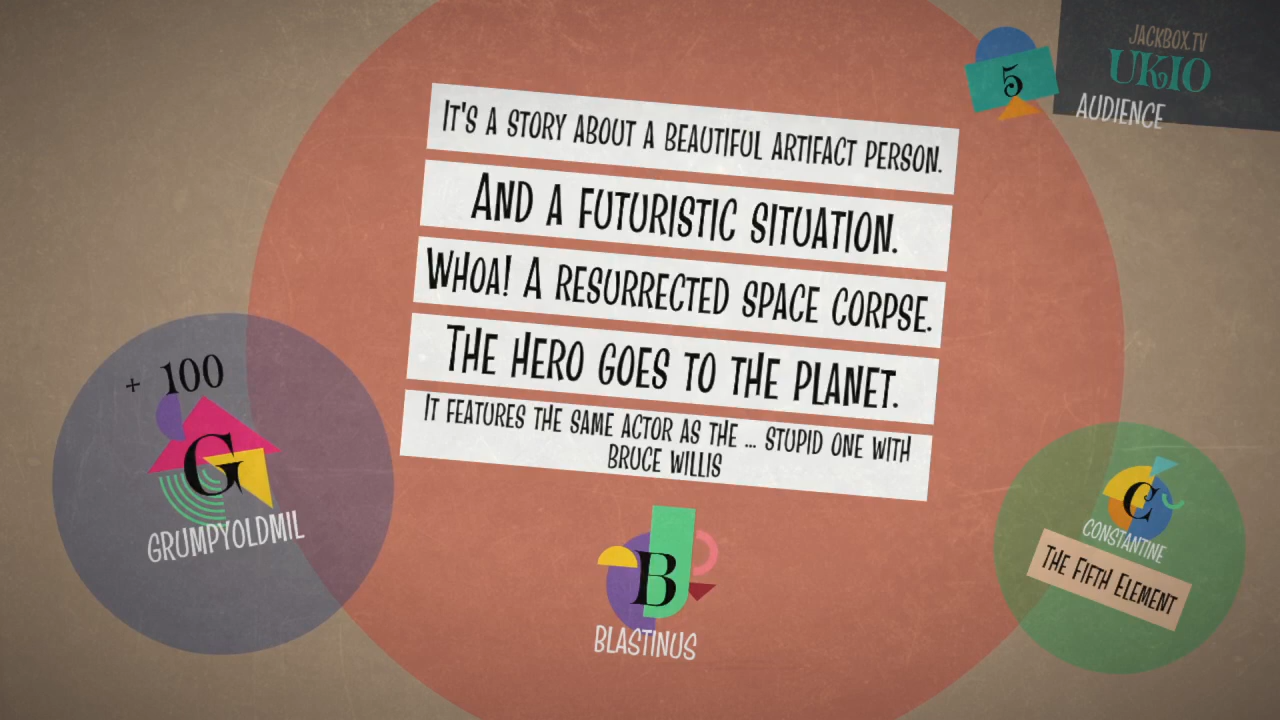 JACKBOX.TV
UKIO
5
AUDIENCE
IT'S A STORY ABOUT A BEAUTIFUL ARTIFACT PERSON.
AND A FUTURISTIC SITUATION.
WHOA! A RESURRECTED SPACE CORPSE.
THE HERO GOES TO THE PLANET.
IT FEATURES THE SAME ACTOR AS THE ... STUPID ONE WITH
BRUCE WILLIS
+ 100
G
GRUMPYOLDMIL
B
BLASTINUS
C
CONSTANTINE
THE FIFTH ELEMENT